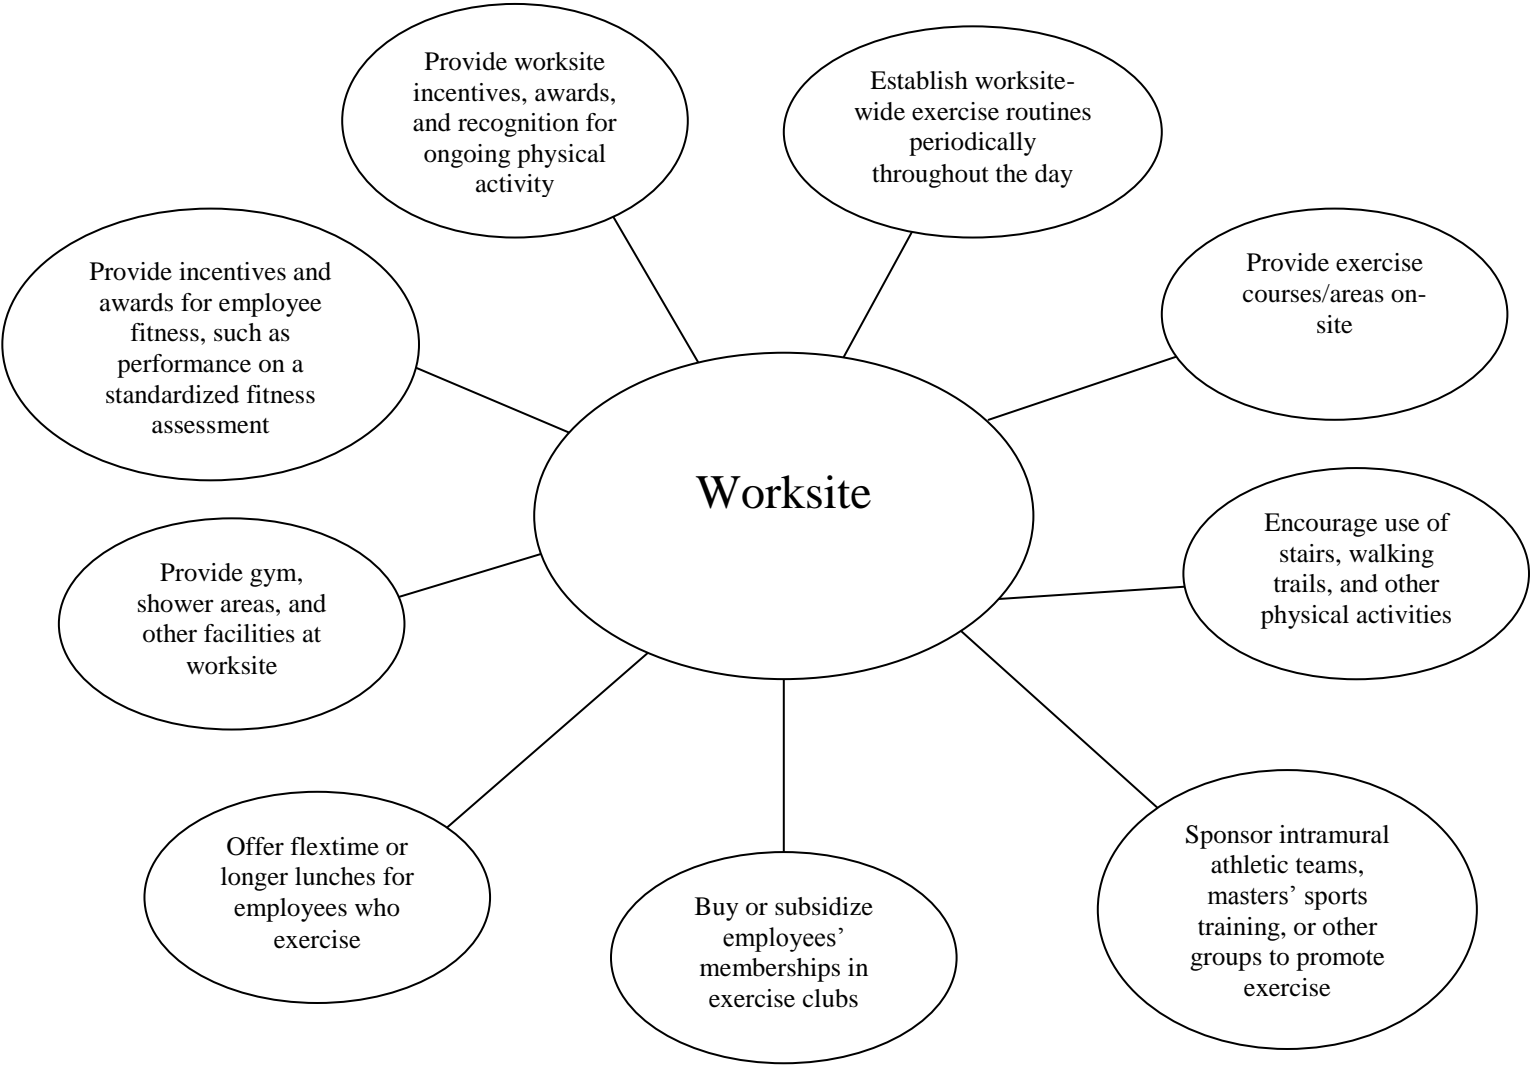 Provide worksite
incentives, awards,
and recognition for
ongoing physical
activity
Establish worksite-
wide exercise routines
periodically
throughout the day
Provide incentives and
awards for employee
fitness, such as
performance on a
standardized fitness
assessment
Provide exercise
courses/areas on-
site
Worksite
Encourage use of
stairs, walking
trails, and other
physical activities
Provide gym,
shower areas, and
other facilities at
worksite
Offer flextime or
longer lunches for
employees who
exercise
Buy or subsidize
employees’
memberships in
exercise clubs
Sponsor intramural
athletic teams,
masters’ sports
training, or other
groups to promote
exercise